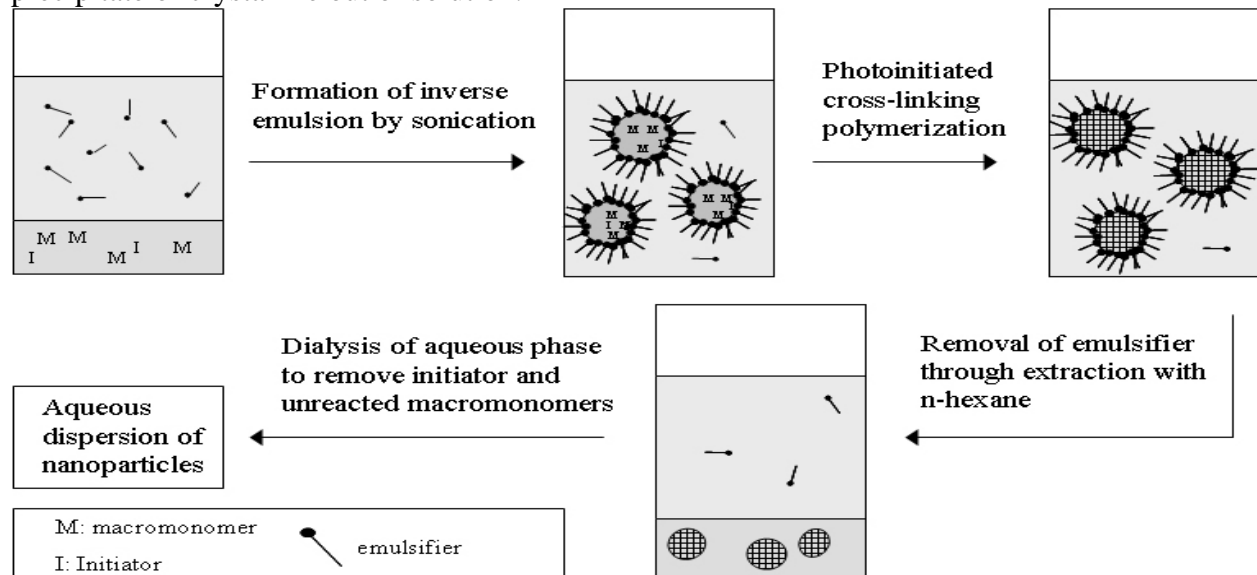 Formation of inverse
emulsion by sonication
Photoinitiated
cross-linking
polymerization
M M M I M
I
M M
M I
M M I
M
M
I M
M
Dialysis of aqueous phase
to remove initiator and
unreacted macromonomers
Removal of emulsifier
through extraction with
n-hexane
Aqueous
dispersion of
nanoparticles
M: macromonomer
emulsifier
I: Initiator